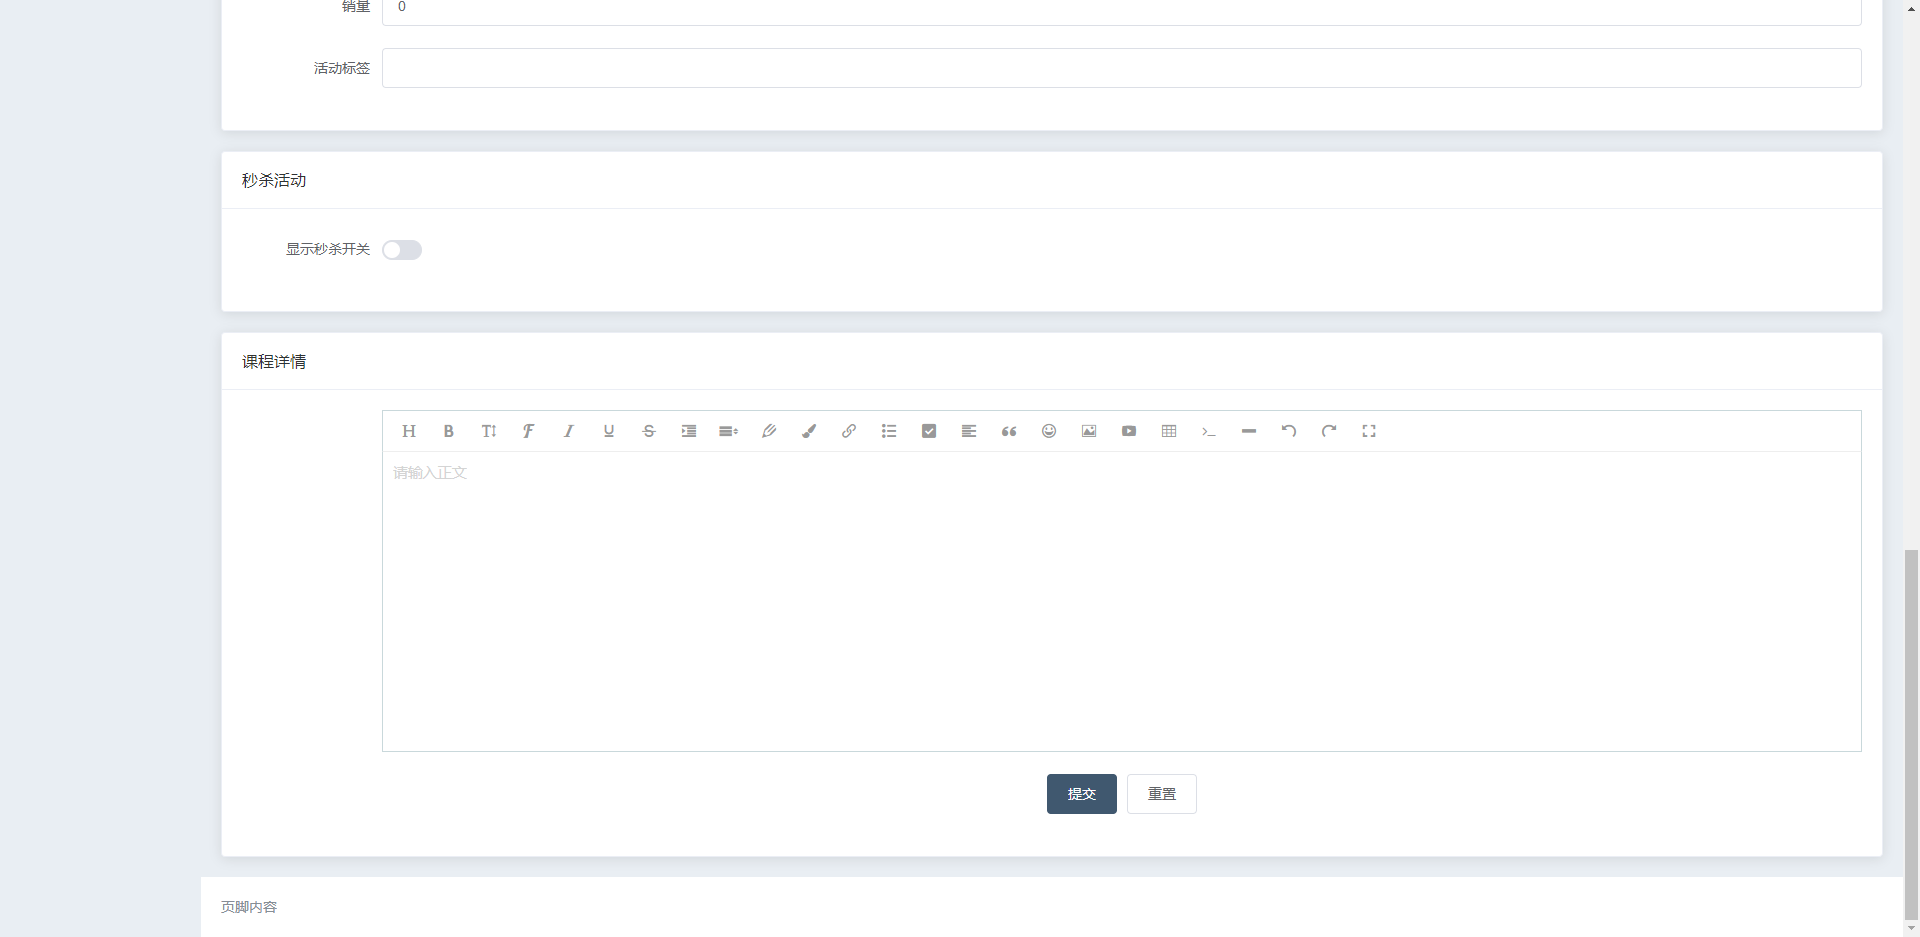 销量 0
活动标签
秒杀活动
显示秒杀开关
课程详情
请输入正文
提交 重置
页脚内容